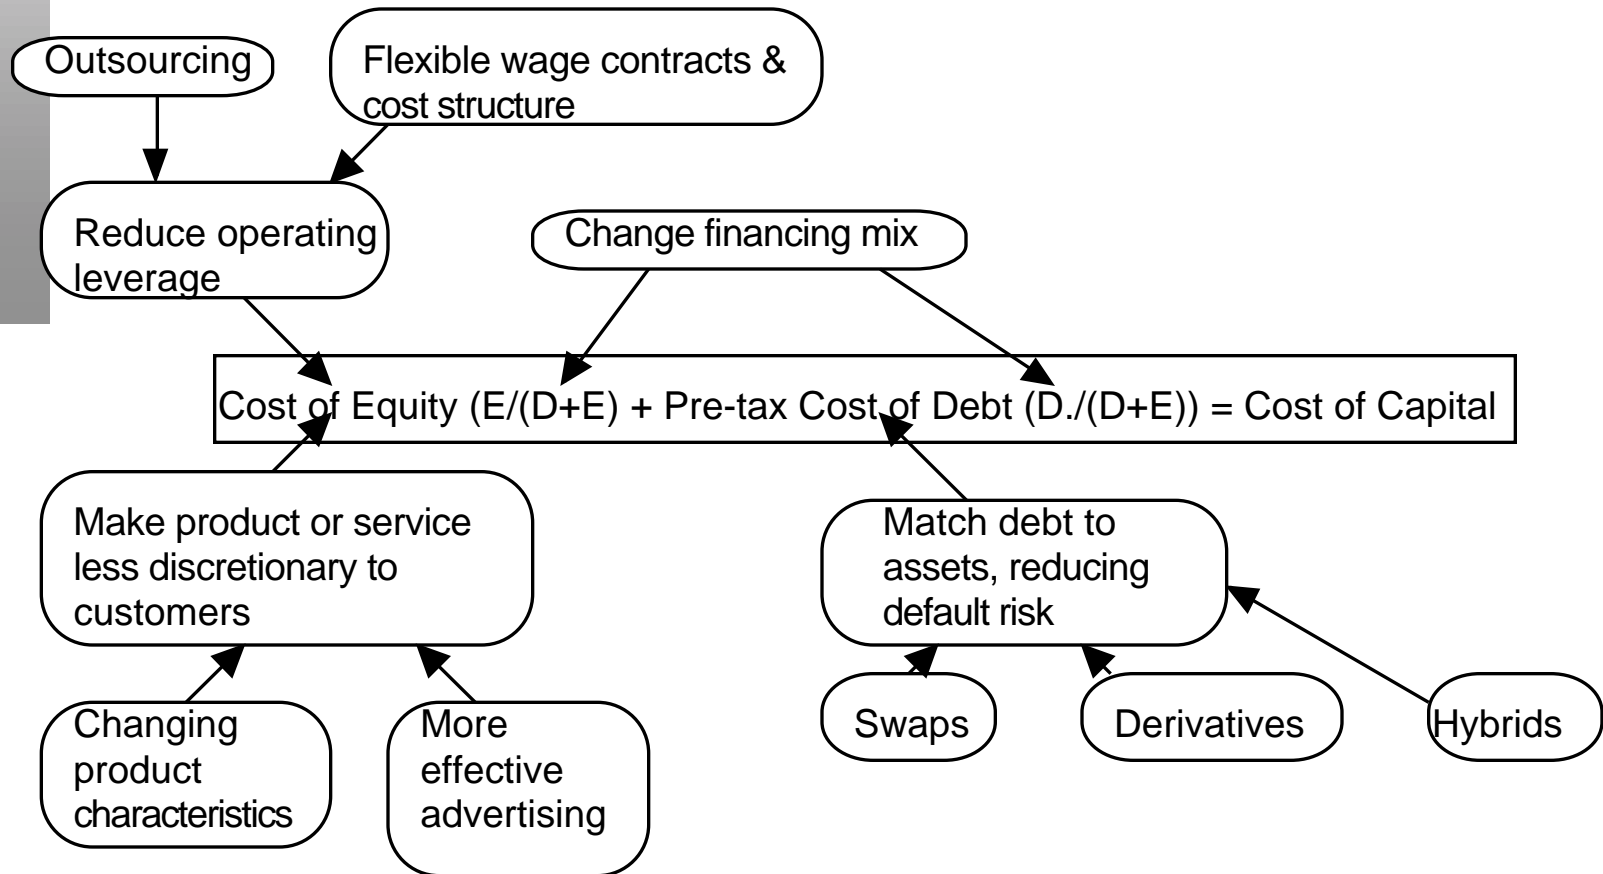 Outsourcing
Flexible wage contracts &
cost structure
Reduce operating
leverage
Change financing mix
Cost of Equity (E/(D+E) + Pre-tax Cost of Debt (D./(D+E)) = Cost of Capital
Make product or service
less discretionary to
customers
Match debt to
assets, reducing
default risk
Changing
product
characteristics
More
effective
advertising
Swaps
Derivatives
Hybrids